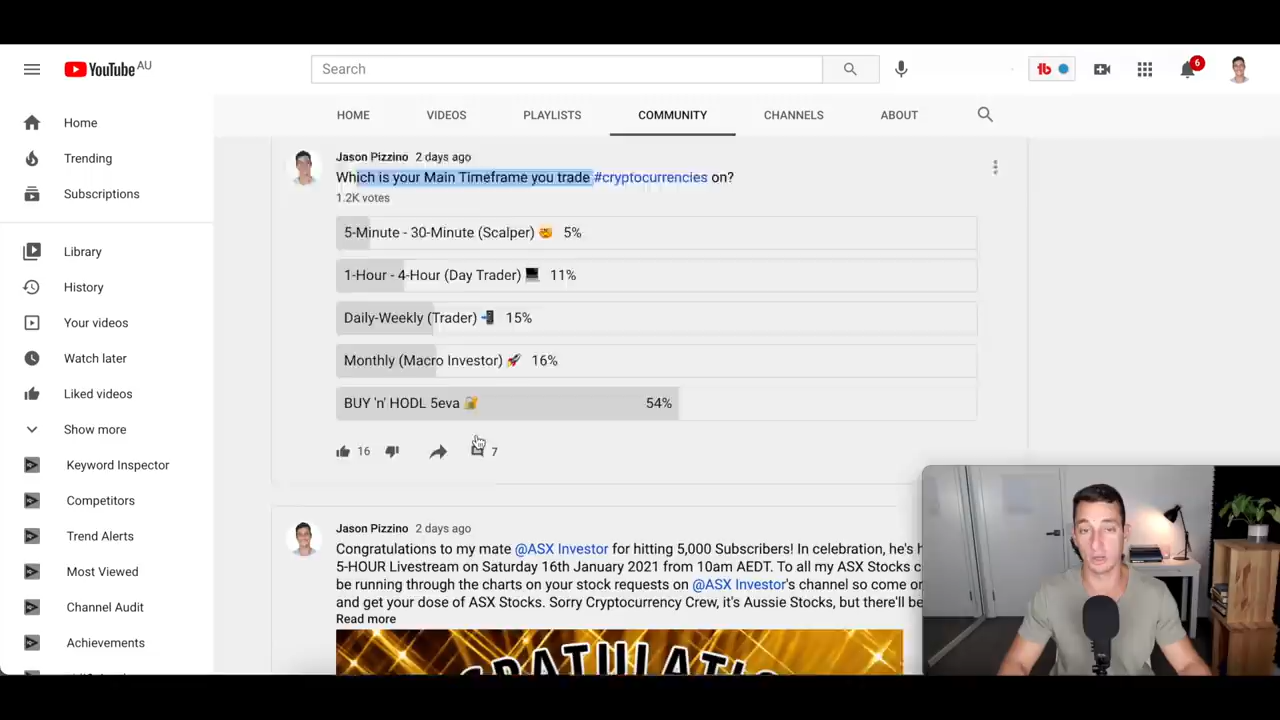 YouTube AU
Search
6
Home
Trending
Subscriptions
Library
History
Your videos
Watch later
Liked videos
Show more
Keyword Inspector
Competitors
Trend Alerts
Most Viewed
Channel Audit
Achievements
HOME VIDEOS PLAYLISTS COMMUNITY CHANNELS ABOUT
Jason Pizzino 2 days ago
Which is your Main Timeframe you trade #cryptocurrencies on?
1.2K votes
5-Minute - 30-Minute (Scalper) 5%
1-Hour - 4-Hour (Day Trader) 11%
Daily-Weekly (Trader) 15%
Monthly (Macro Investor) 16%
BUY 'n' HODL 5eva 54%
16 7
Jason Pizzino 2 days ago
Congratulations to my mate @ASX Investor for hitting 5,000 Subscribers! In celebration, he's h
5-HOUR Livestream on Saturday 16th January 2021 from 10am AEDT. To all my ASX Stocks c
be running through the charts on your stock requests on @ASX Investor's channel so come or
and get your dose of ASX Stocks. Sorry Cryptocurrency Crew, it's Aussie Stocks, but there'll be
Read more